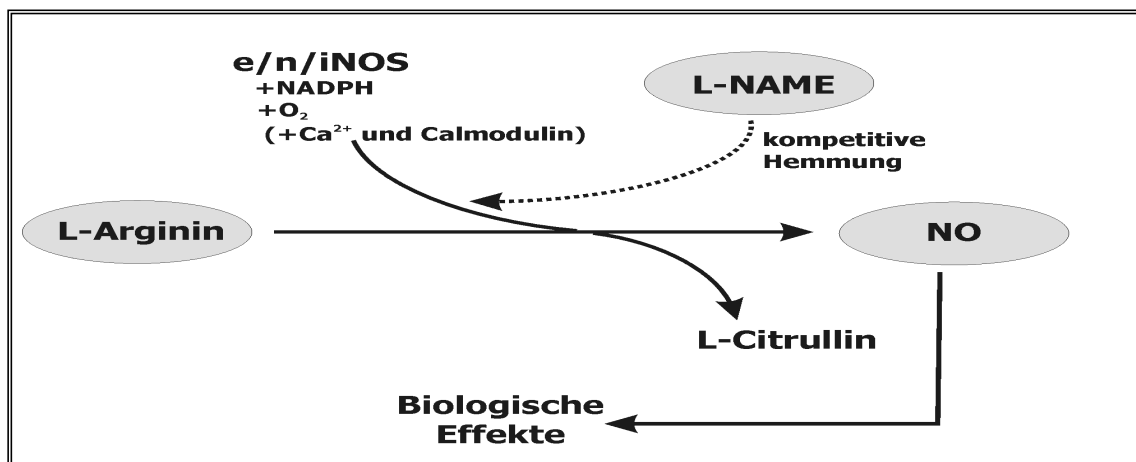 e/n/iNOS
+NADPH
+O₂
(+Ca²⁺ und Calmodulin)
L-NAME
kompetitive
Hemmung
L-Arginin
NO
L-Citrullin
Biologische
Effekte